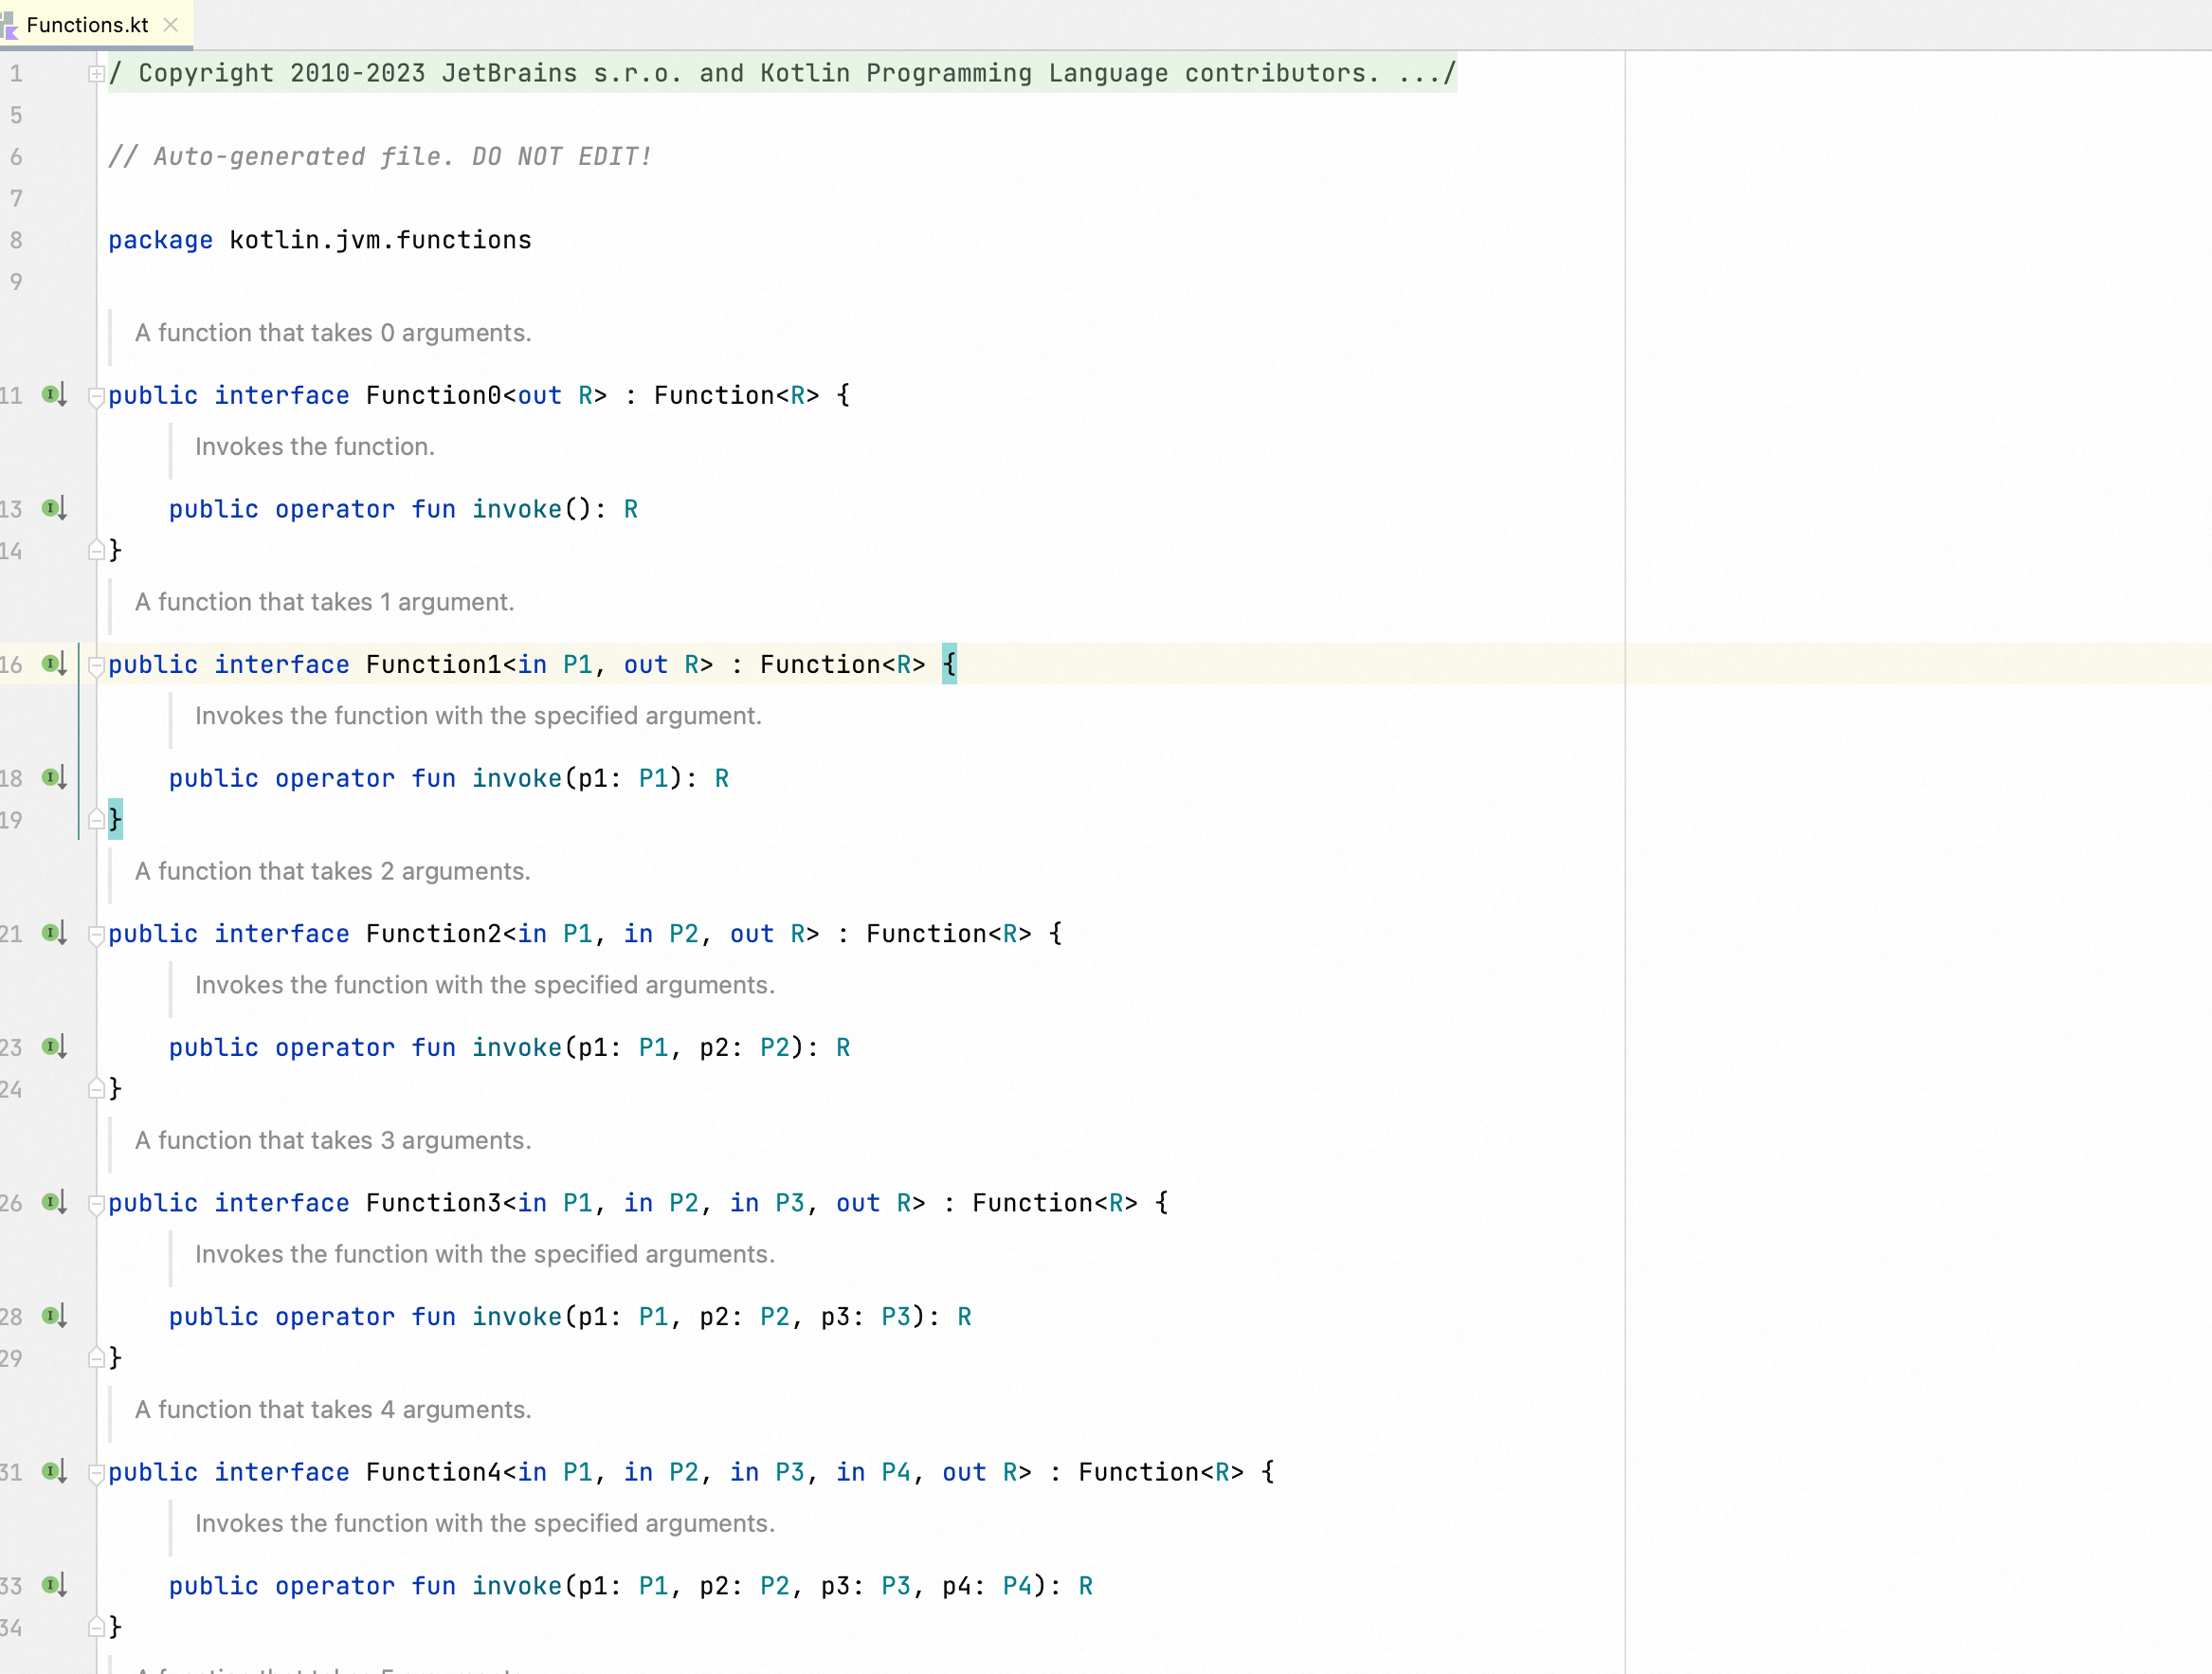 Functions.kt
1 / Copyright 2010-2023 JetBrains s.r.o. and Kotlin Programming Language contributors. .../
5
6 // Auto-generated file. DO NOT EDIT!
7
8 package kotlin.jvm.functions
9
A function that takes 0 arguments.
11 public interface Function0<out R> : Function<R> {
Invokes the function.
13 public operator fun invoke(): R
14 }
A function that takes 1 argument.
16 public interface Function1<in P1, out R> : Function<R> {
Invokes the function with the specified argument.
18 public operator fun invoke(p1: P1): R
19 }
A function that takes 2 arguments.
21 public interface Function2<in P1, in P2, out R> : Function<R> {
Invokes the function with the specified arguments.
23 public operator fun invoke(p1: P1, p2: P2): R
24 }
A function that takes 3 arguments.
26 public interface Function3<in P1, in P2, in P3, out R> : Function<R> {
Invokes the function with the specified arguments.
28 public operator fun invoke(p1: P1, p2: P2, p3: P3): R
29 }
A function that takes 4 arguments.
31 public interface Function4<in P1, in P2, in P3, in P4, out R> : Function<R> {
Invokes the function with the specified arguments.
33 public operator fun invoke(p1: P1, p2: P2, p3: P3, p4: P4): R
34 }